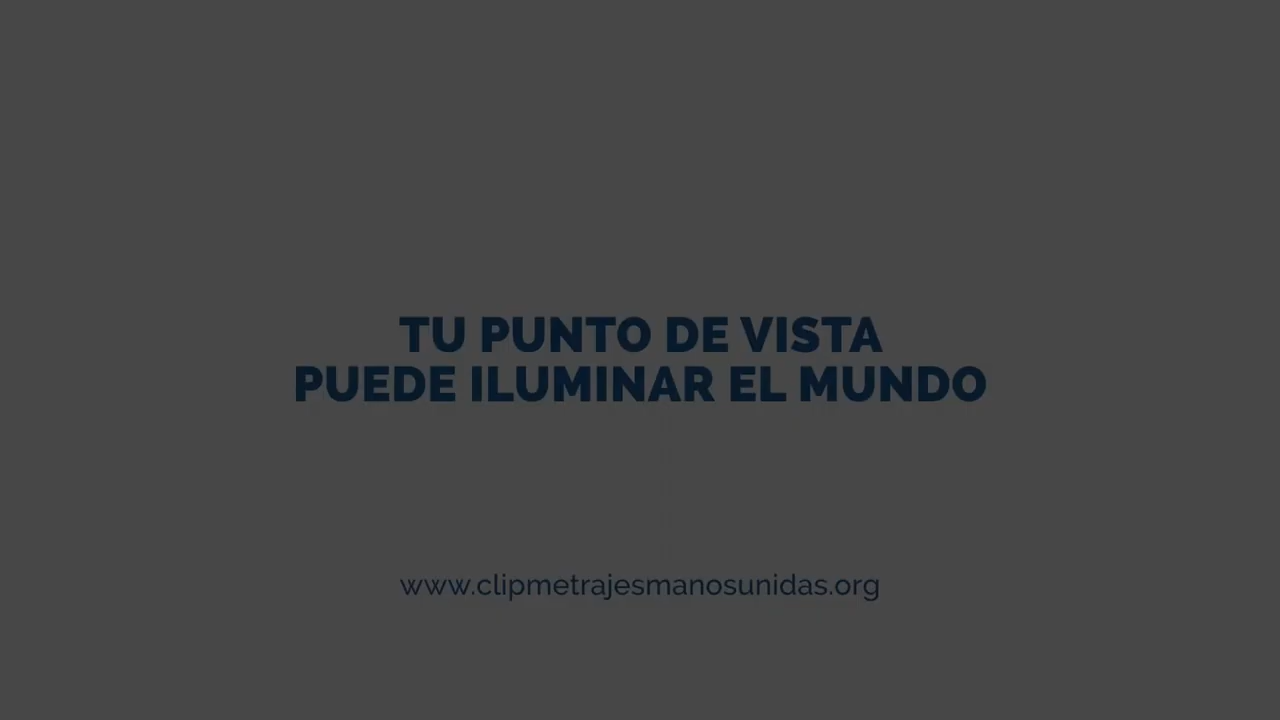 TU PUNTO DE VISTA
PUEDE ILUMINAR EL MUNDO
www.clipmetrajesmanosunidas.org